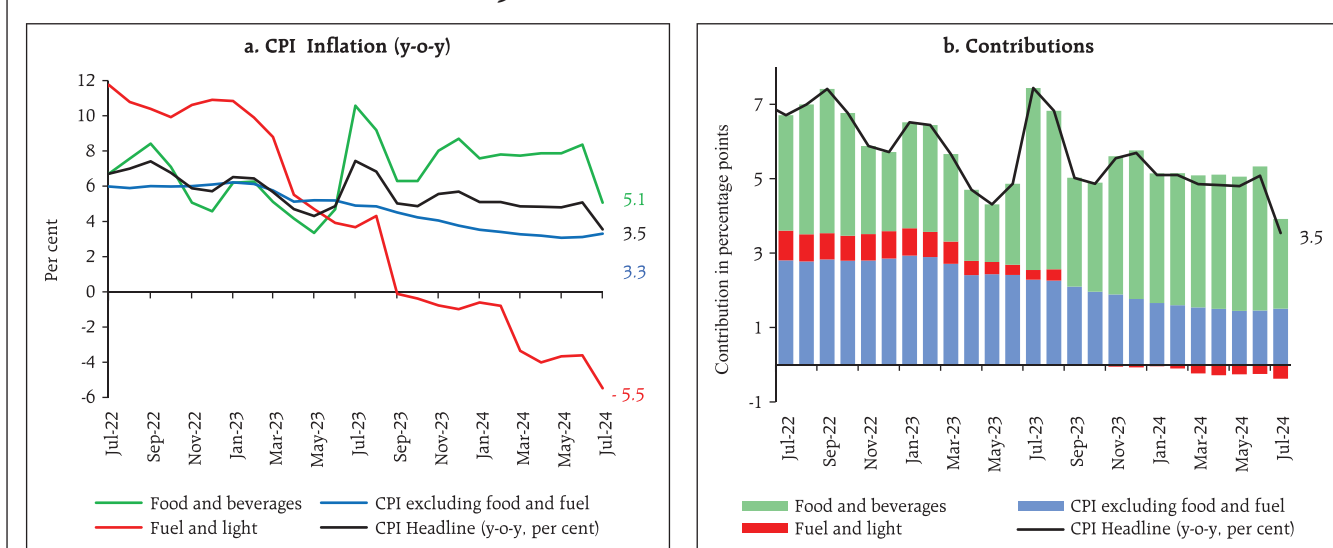 a. CPI Inflation (y-o-y)
Per cent
12
10
8
6
4
2
0
-2
-4
-6
5.1
3.5
3.3
- 5.5
Jul-22
Sep-22
Nov-22
Jan-23
Mar-23
May-23
Jul-23
Sep-23
Nov-23
Jan-24
Mar-24
May-24
Jul-24
Food and beverages
CPI excluding food and fuel
Fuel and light
CPI Headline (y-o-y, per cent)
b. Contributions
Contribution in percentage points
7
5
3
1
-1
3.5
Jul-22
Sep-22
Nov-22
Jan-23
Mar-23
May-23
Jul-23
Sep-23
Nov-23
Jan-24
Mar-24
May-24
Jul-24
Food and beverages
CPI excluding food and fuel
Fuel and light
CPI Headline (y-o-y, per cent)